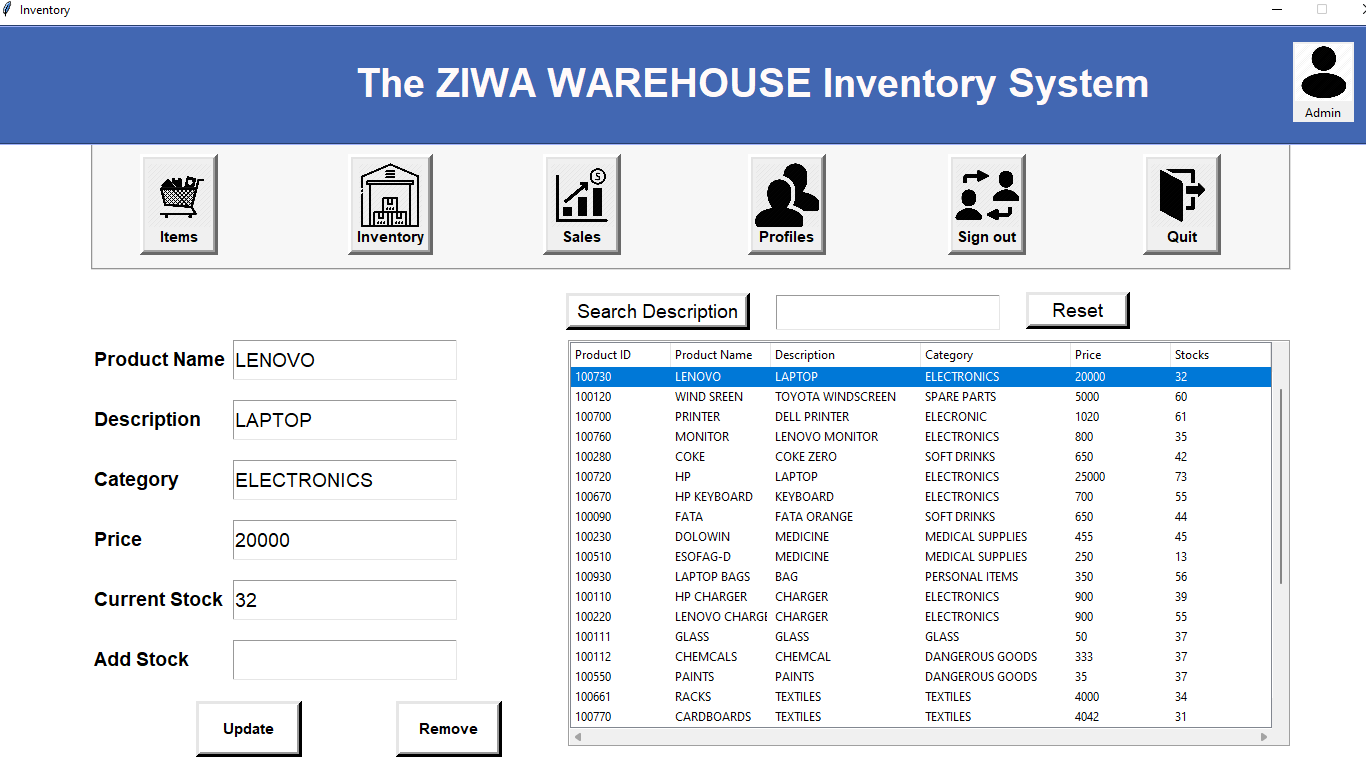 Inventory
The ZIWA WAREHOUSE Inventory System
Admin
Items Inventory Sales Profiles Sign out Quit
Search Description Reset
Product Name LENOVO
Description LAPTOP
Category ELECTRONICS
Price 20000
Current Stock 32
Add Stock
Update Remove
Product ID Product Name Description Category Price Stocks
100730 LENOVO LAPTOP ELECTRONICS 20000 32
100120 WIND SREEN TOYOTA WINDSCREEN SPARE PARTS 5000 60
100700 PRINTER DELL PRINTER ELECRONIC 1020 61
100760 MONITOR LENOVO MONITOR ELECTRONICS 800 35
100280 COKE COKE ZERO SOFT DRINKS 650 42
100720 HP LAPTOP ELECTRONICS 25000 73
100670 HP KEYBOARD KEYBOARD ELECTRONICS 700 55
100090 FATA FATA ORANGE SOFT DRINKS 650 44
100230 DOLOWIN MEDICINE MEDICAL SUPPLIES 455 45
100510 ESOFAG-D MEDICINE MEDICAL SUPPLIES 250 13
100930 LAPTOP BAGS BAG PERSONAL ITEMS 350 56
100110 HP CHARGER CHARGER ELECTRONICS 900 39
100220 LENOVO CHARGE CHARGER ELECTRONICS 900 55
100111 GLASS GLASS GLASS 50 37
100112 CHEMCALS CHEMCAL DANGEROUS GOODS 333 37
100550 PAINTS PAINTS DANGEROUS GOODS 35 37
100661 RACKS TEXTILES TEXTILES 4000 34
100770 CARDBOARDS TEXTILES TEXTILES 4042 31